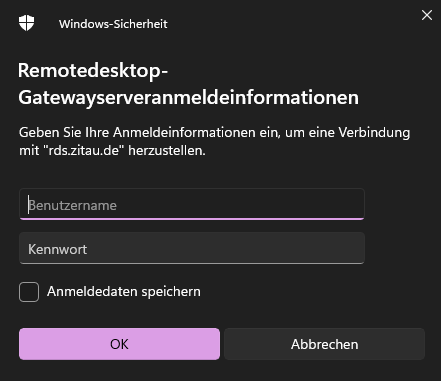 Windows-Sicherheit
Remotedesktop-
Gatewayserveranmeldeinformationen
Geben Sie Ihre Anmeldeinformationen ein, um eine Verbindung
mit "rds.zitau.de" herzustellen.
Benutzername
Kennwort
Anmeldedaten speichern
OK
Abbrechen